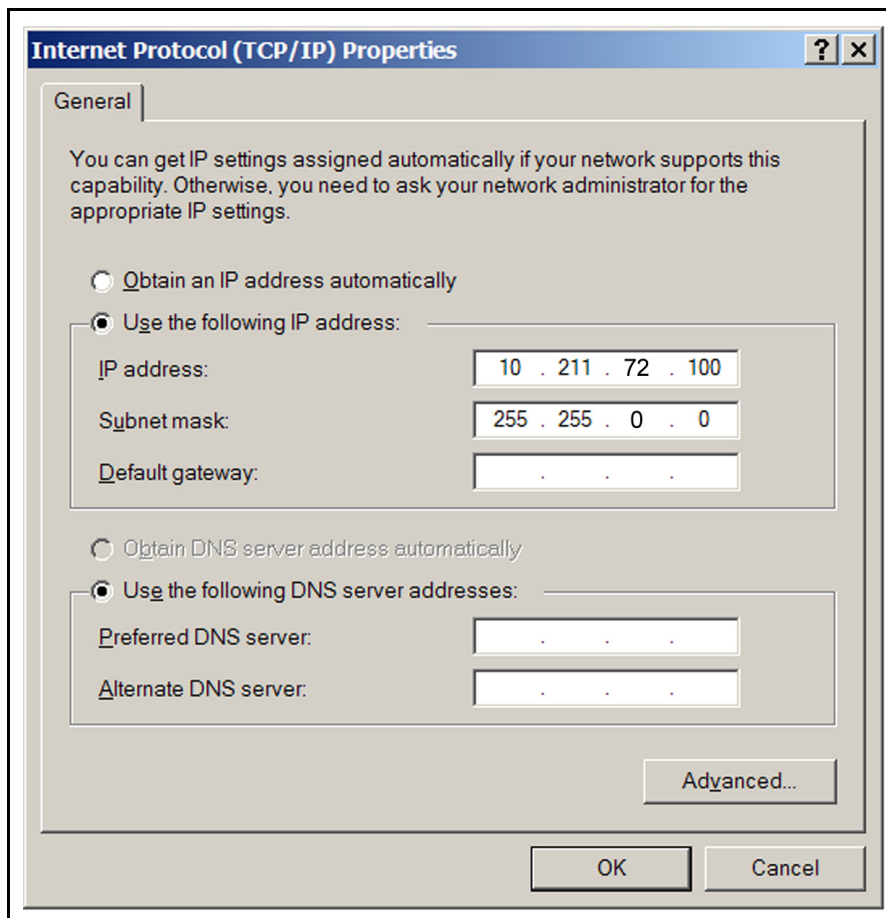 Internet Protocol (TCP/IP) Properties
General
You can get IP settings assigned automatically if your network supports this
capability. Otherwise, you need to ask your network administrator for the
appropriate IP settings.
Obtain an IP address automatically
Use the following IP address:
IP address: 10 . 211 . 72 . 100
Subnet mask: 255 . 255 . 0 . 0
Default gateway: . . .
Obtain DNS server address automatically
Use the following DNS server addresses:
Preferred DNS server: . . .
Alternate DNS server: . . .
Advanced...
OK Cancel